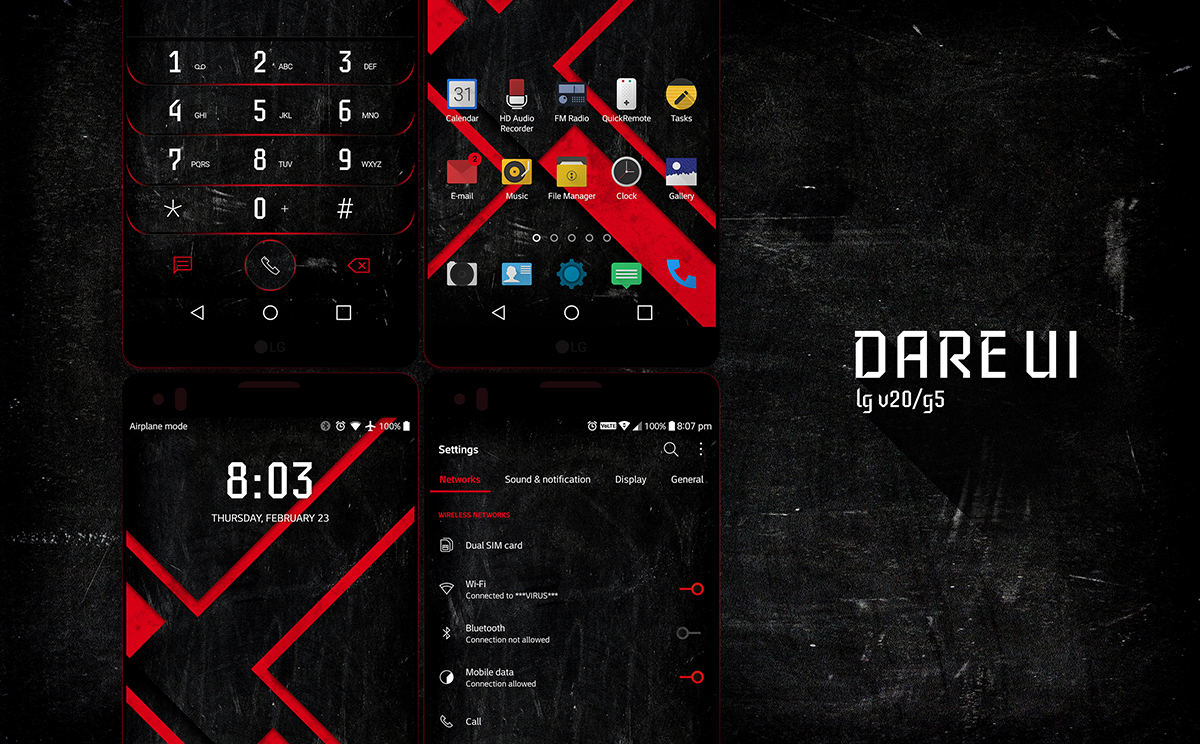 1
2 ABC
3 DEF
4 GHI
5 JKL
6 MNO
7 PQRS
8 TUV
9 WXYZ
*
0 +
#
LG
31
Calendar
HD Audio
Recorder
FM Radio
QuickRemote
Tasks
2
E-mail
Music
File Manager
Clock
Gallery
LG
DARE UI
lg v20/g5
Airplane mode
100%
8:03
THURSDAY, FEBRUARY 23
VoLTE
100%
8:07 pm
Settings
Networks
Sound & notification
Display
General
WIRELESS NETWORKS
Dual SIM card
Wi-Fi
Connected to ***VIRUS***
Bluetooth
Connection not allowed
Mobile data
Connection allowed
Call